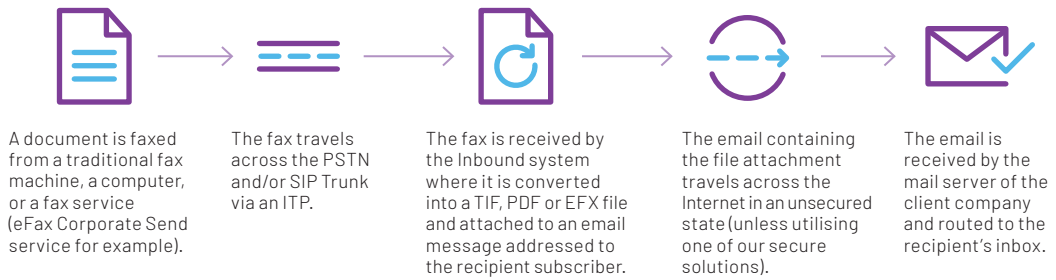 A document is faxed
from a traditional fax
machine, a computer,
or a fax service
(eFax Corporate Send
service for example).
The fax travels
across the PSTN
and/or SIP Trunk
via an ITP.
The fax is received by
the Inbound system
where it is converted
into a TIF, PDF or EFX file
and attached to an email
message addressed to
the recipient subscriber.
The email containing
the file attachment
travels across the
Internet in an unsecured
state (unless utilising
one of our secure
solutions).
The email is
received by the
mail server of the
client company
and routed to the
recipient's inbox.